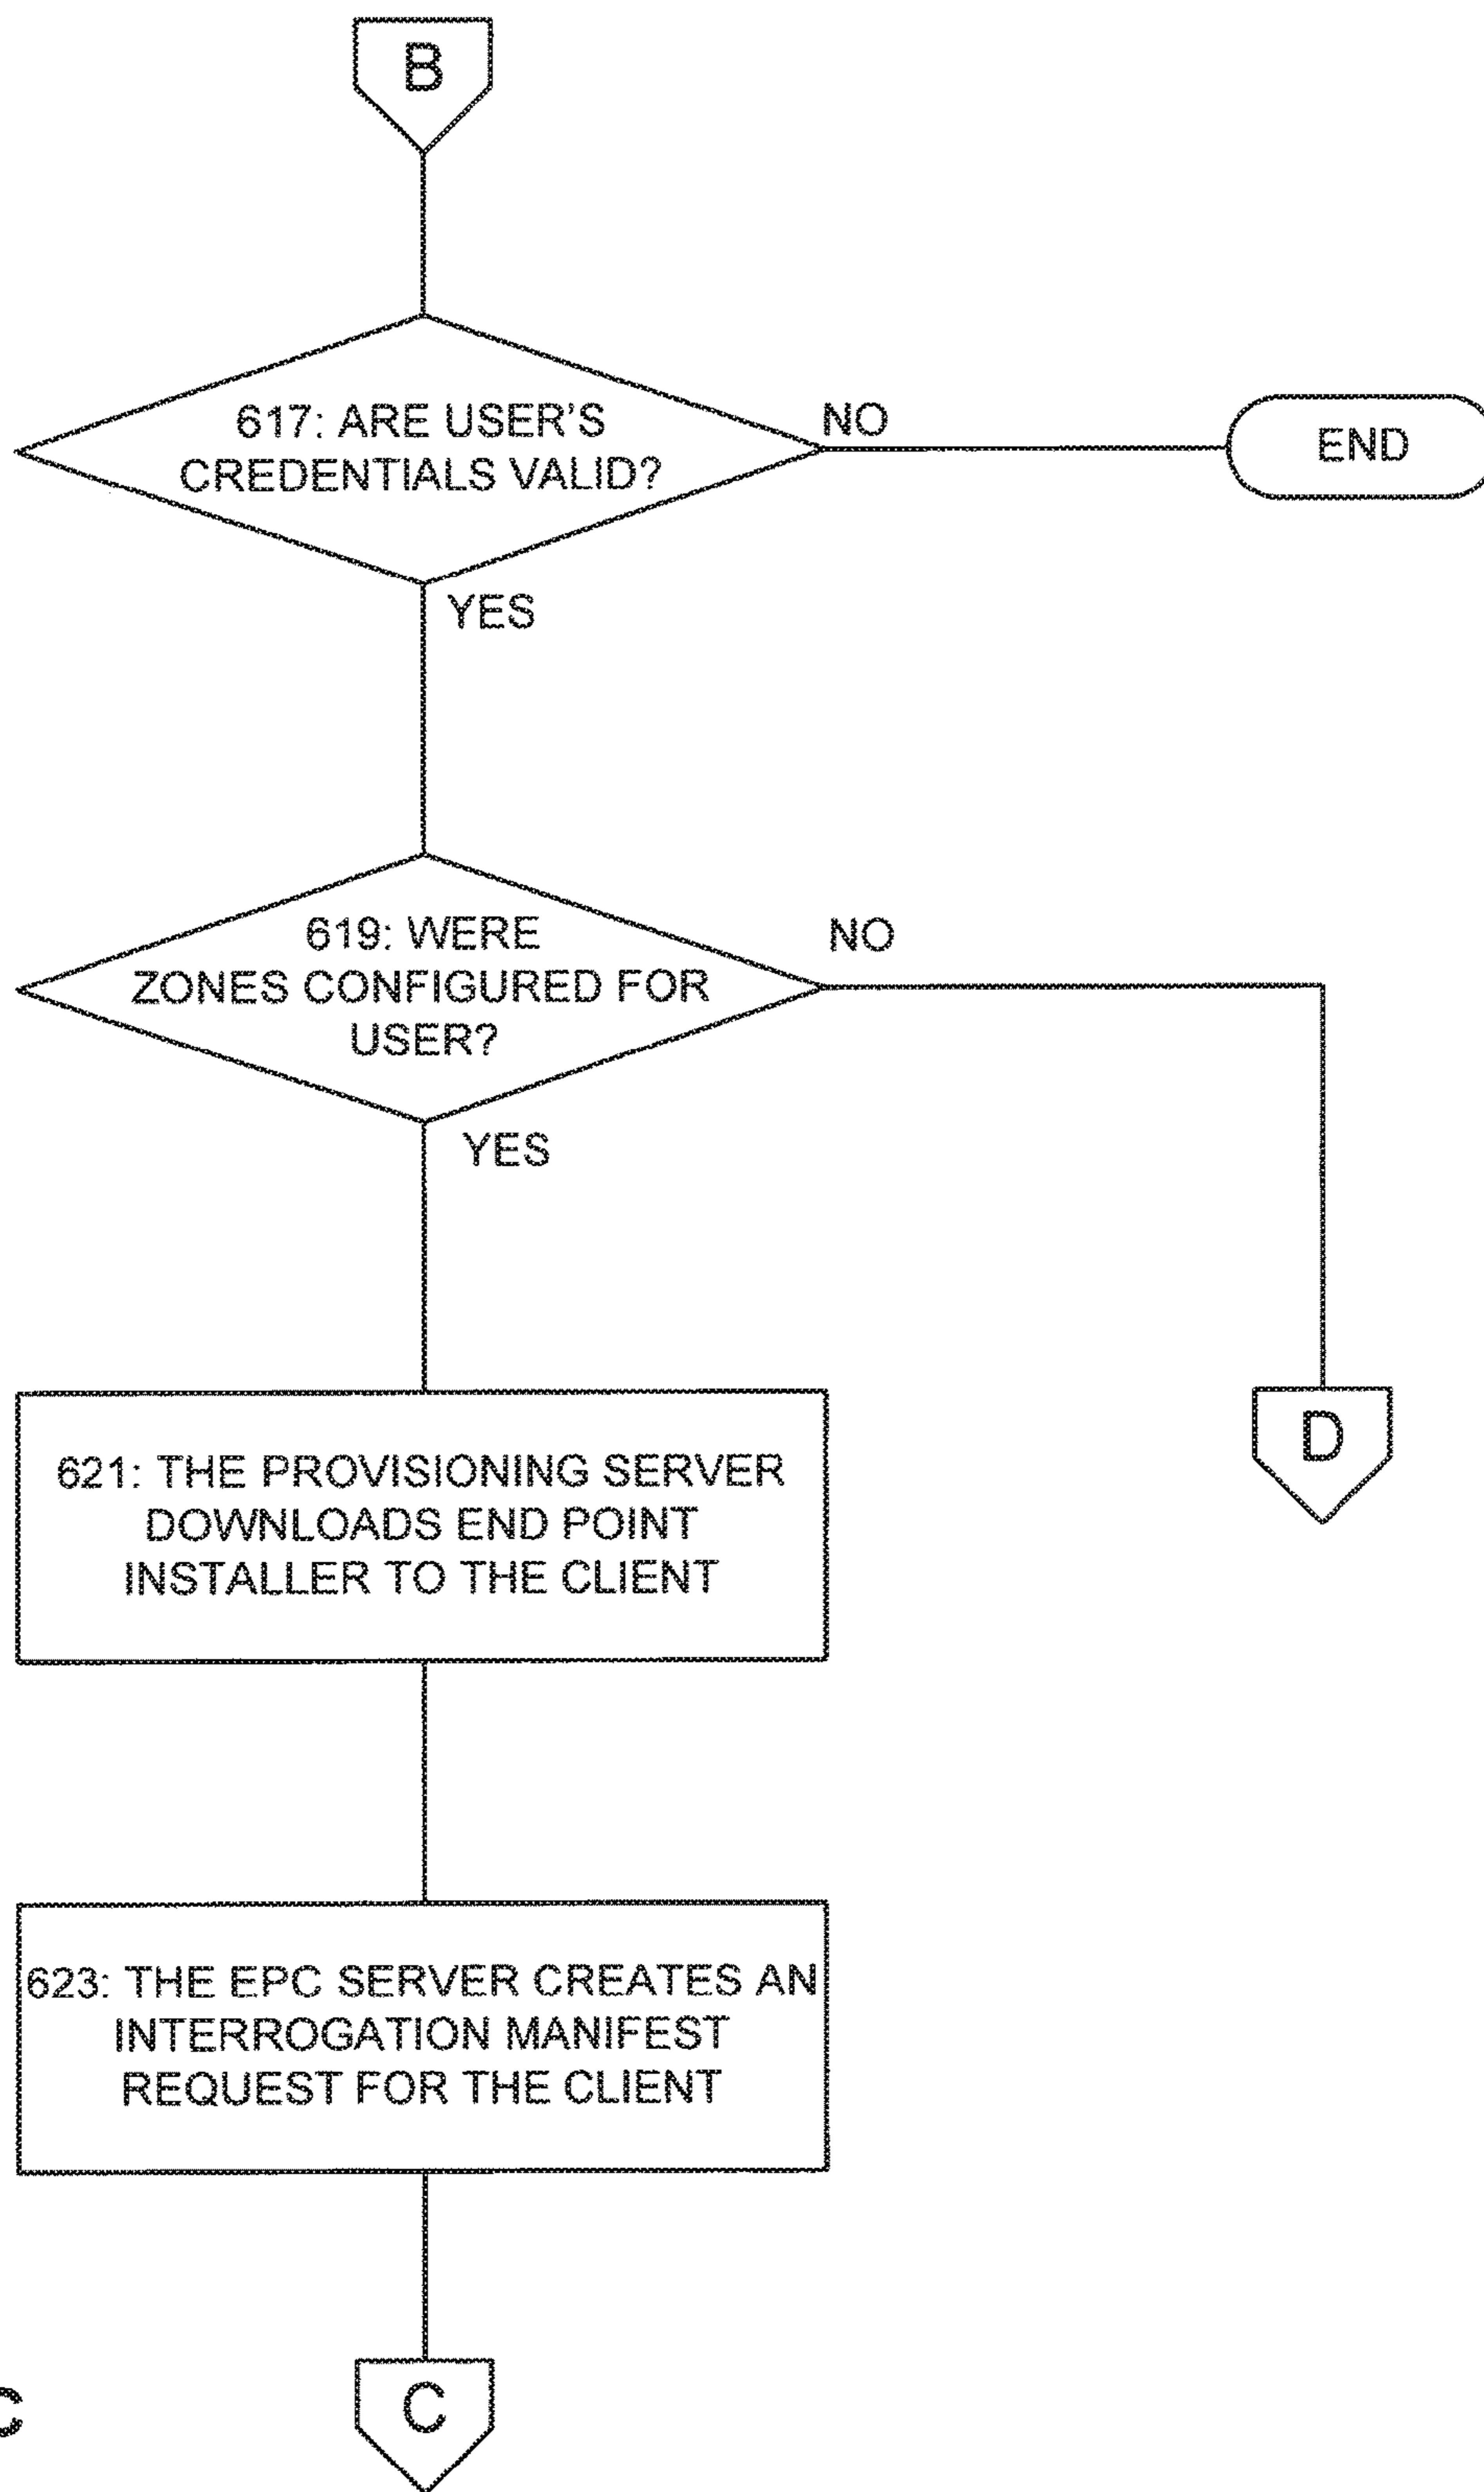 B
617: ARE USER'S
CREDENTIALS VALID?
NO
END
YES
619: WERE
ZONES CONFIGURED FOR
USER?
NO
YES
621: THE PROVISIONING SERVER
DOWNLOADS END POINT
INSTALLER TO THE CLIENT
D
623: THE EPC SERVER CREATES AN
INTERROGATION MANIFEST
REQUEST FOR THE CLIENT
C